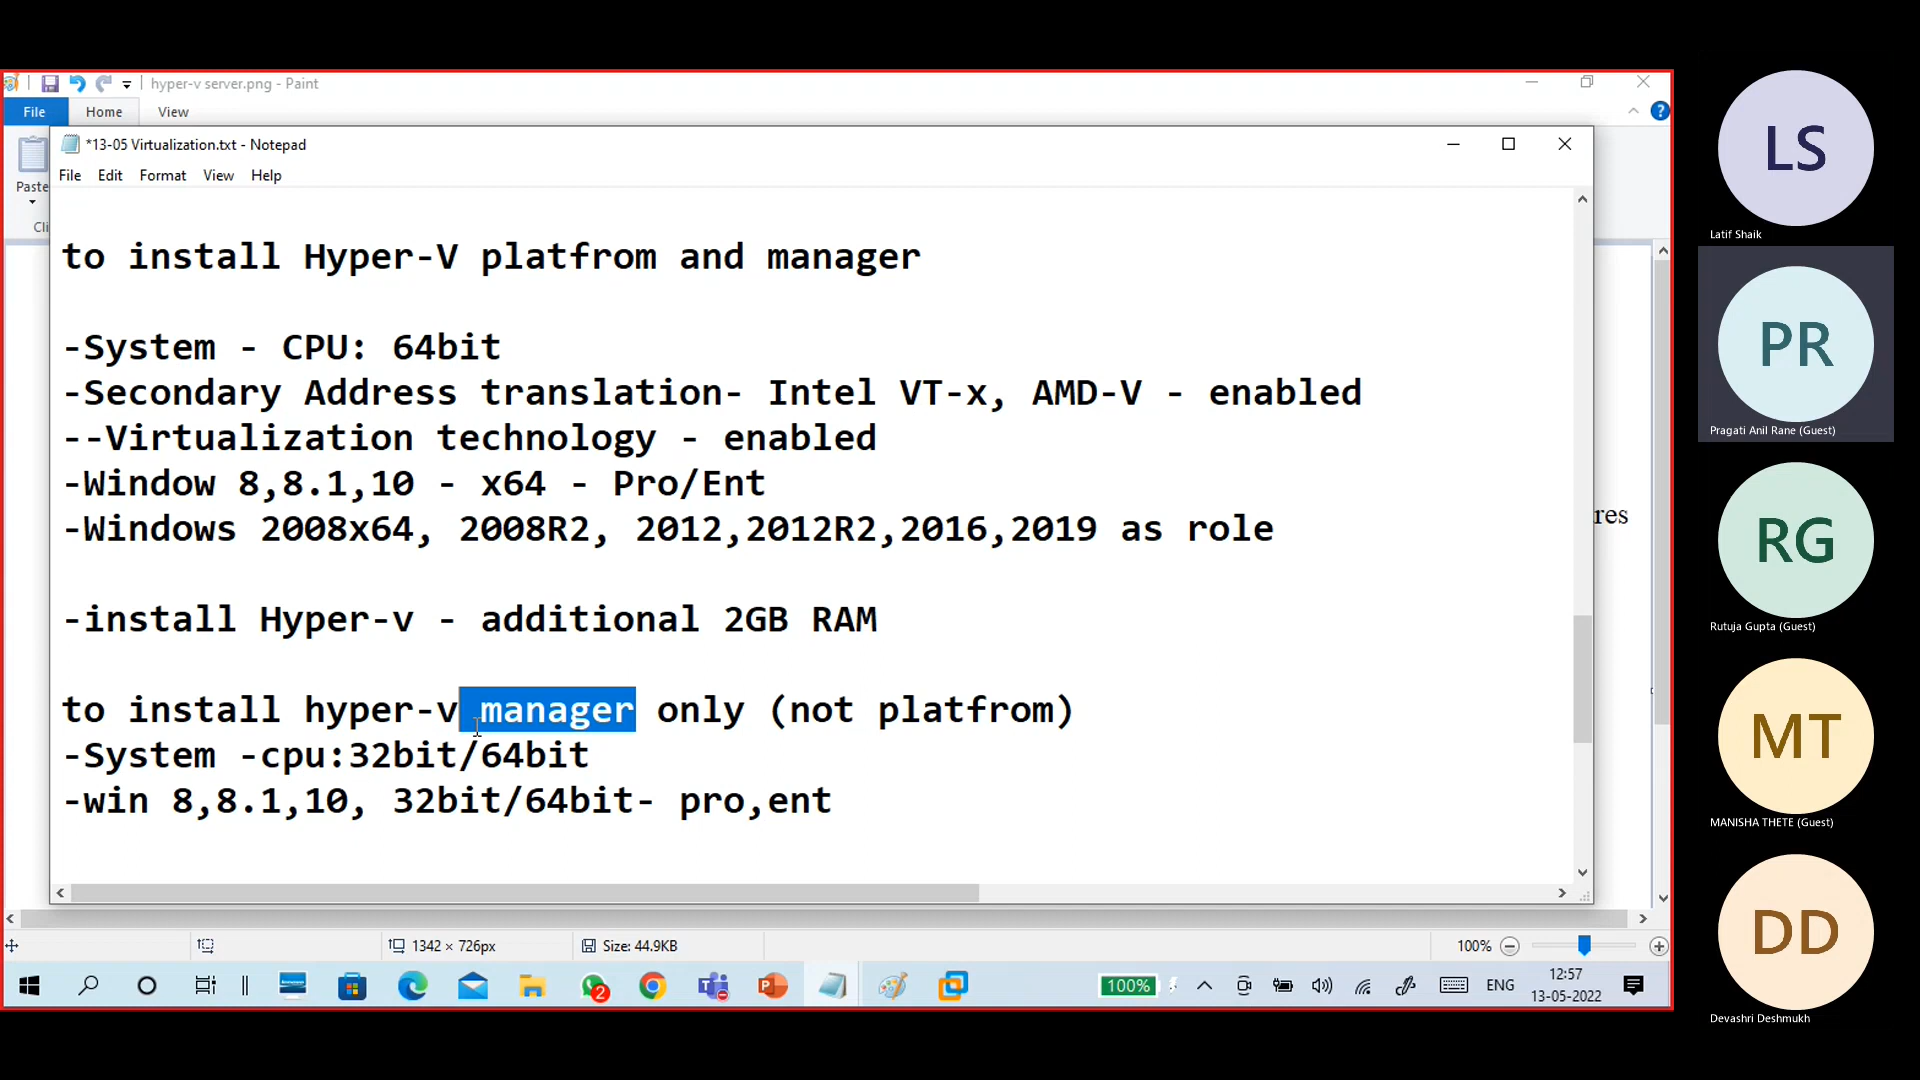 hyper-v server.png - Paint
File Home View
*13-05 Virtualization.txt - Notepad
File Edit Format View Help
Paste
Cli
to install Hyper-V platfrom and manager
-System - CPU: 64bit
-Secondary Address translation- Intel VT-x, AMD-V - enabled
--Virtualization technology - enabled
-Window 8,8.1,10 - x64 - Pro/Ent
-Windows 2008x64, 2008R2, 2012,2012R2,2016,2019 as role
-install Hyper-v - additional 2GB RAM
to install hyper-v manager only (not platfrom)
-System -cpu:32bit/64bit
-win 8,8.1,10, 32bit/64bit- pro,ent
res
1342 × 726px
Size: 44.9KB
100%
2
100%
ENG
12:57
13-05-2022
LS
Latif Shaik
PR
Pragati Anil Rane (Guest)
RG
Rutuja Gupta (Guest)
MT
MANISHA THETE (Guest)
DD
Devashri Deshmukh